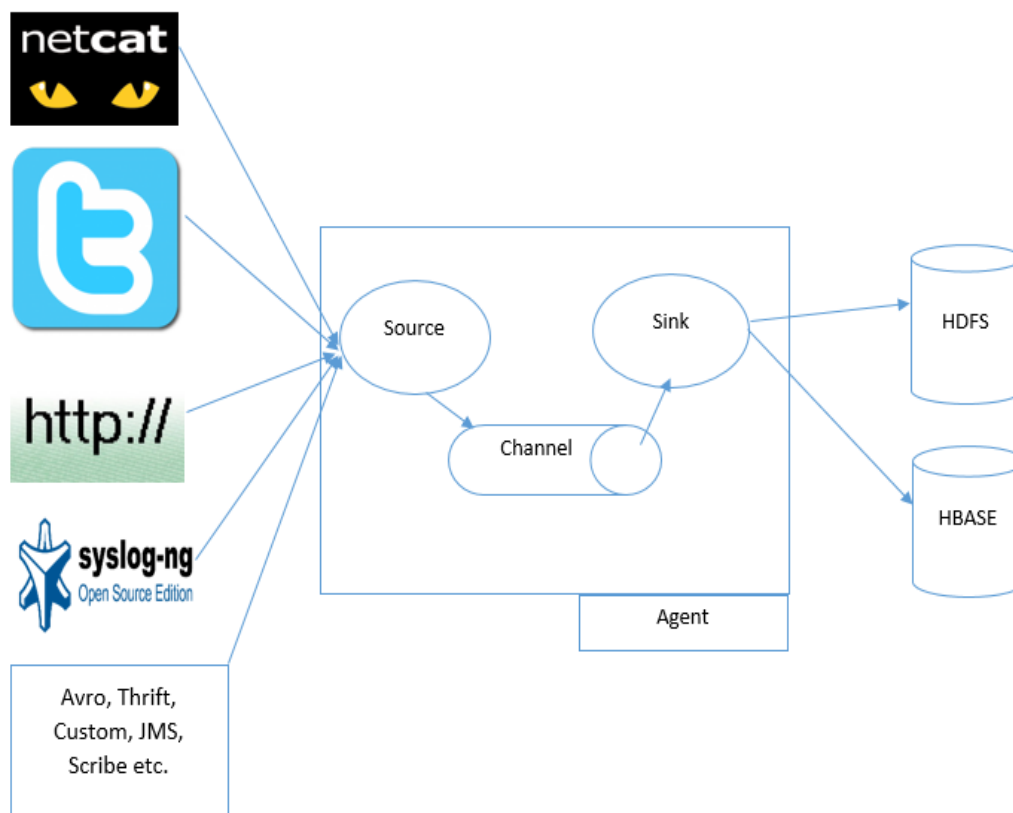 netcat
http://
syslog-ng
Open Source Edition
Avro, Thrift,
Custom, JMS,
Scribe etc.
Source
Channel
Sink
Agent
HDFS
HBASE